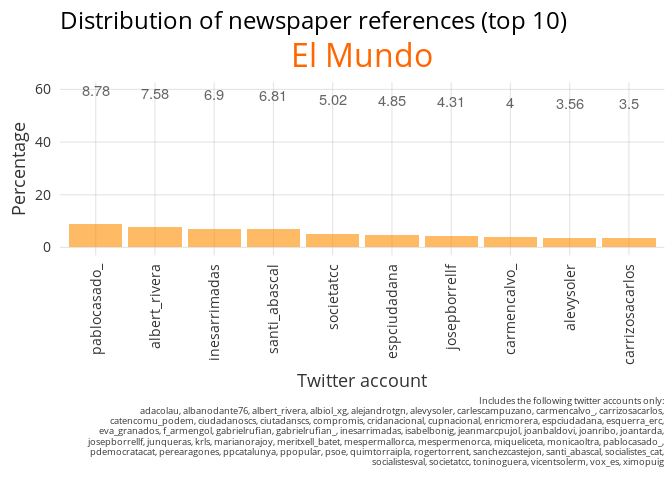 Distribution of newspaper references (top 10)
El Mundo
Percentage
60
40
20
0
8.78
7.58
6.9
6.81
5.02
4.85
4.31
4
3.56
3.5
pablocasado_
albert_rivera
inesarrimadas
santi_abascal
societatcc
espciudadana
josepborrellf
carmencalvo_
alevysoler
carrizosacarlos
Twitter account
Includes the following twitter accounts only:
adacolau, albanodante76, albert_rivera, albiol_xg, alejandrotgn, alevysoler, carlescampuzano, carmencalvo_, carrizosacarlos,
catencomu_podem, ciudadanoscs, ciutadanscs, compromis, cridanacional, cupnacional, enricmorera, espciudadana, esquerra_erc,
eva_granados, f_armengol, gabrielrufian, gabrielrufian_, inesarrimadas, isabelbonig, jeanmarcpujol, joanbaldovi, joanribo, joantarda,
josepborrellf, junqueras, krls, marianorajoy, meritxell_batet, mespermallorca, mespermenorca, miqueliceta, monicaoltra, pablocasado_,
pdemocratacat, perearagones, ppcatalunya, ppopular, psoe, quimtorraipla, rogertorrent, sanchezcastejon, santi_abascal, socialistes_cat,
socialistesval, societatcc, toninoguera, vicentsolerm, vox_es, ximopuig